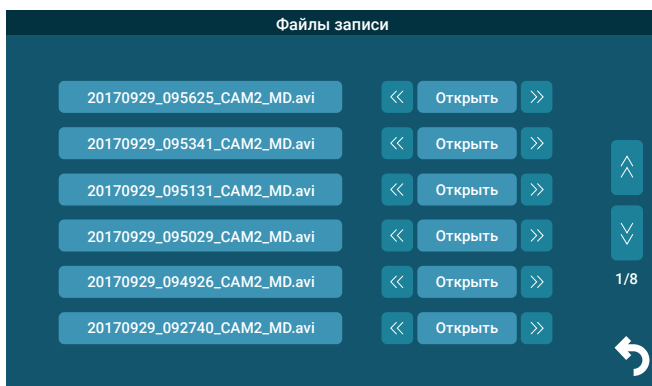 Файлы записи
20170929_095625_CAM2_MD.avi Открыть
20170929_095341_CAM2_MD.avi Открыть
20170929_095131_CAM2_MD.avi Открыть
20170929_095029_CAM2_MD.avi Открыть
20170929_094926_CAM2_MD.avi Открыть
1/8
20170929_092740_CAM2_MD.avi Открыть